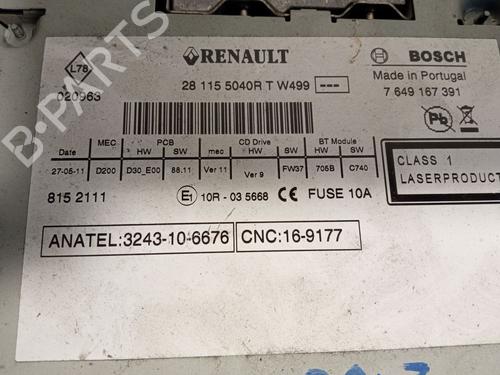 RENAULT
BOSCH
L78
020963
28 115 5040R T W499 ---
Made in Portugal
7 649 167 391
MEC PCB CD Drive BT Module
Date HW SW mec HW SW HW SW
27-05-11 D200 D30_E00 88.11 Ver 11 Ver 9 FW37 705B C740
Pb
CLASS 1
LASERPRODUCT
8152111
E1 10R - 03 5668 CE FUSE 10A
ANATEL:3243-10-6676 CNC:16-9177
B-PARTS